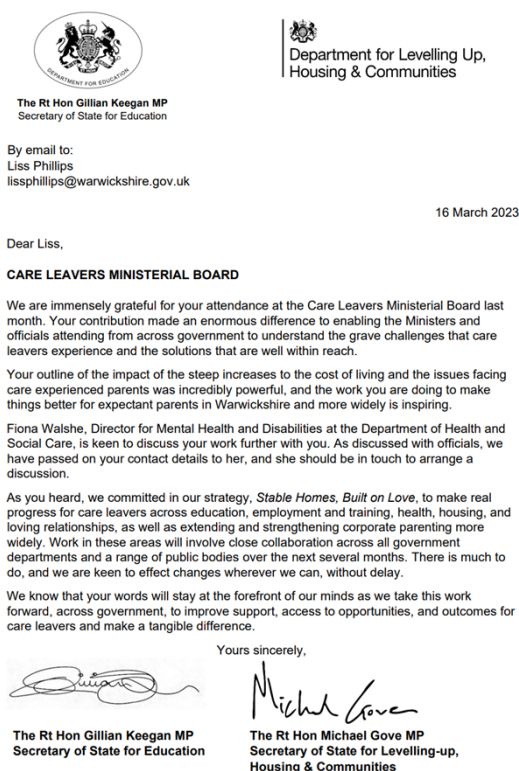 DEPARTMENT FOR EDUCATION
Department for Levelling Up,
Housing & Communities
The Rt Hon Gillian Keegan MP
Secretary of State for Education
By email to:
Liss Phillips
lissphillips@warwickshire.gov.uk
16 March 2023
Dear Liss,
CARE LEAVERS MINISTERIAL BOARD
We are immensely grateful for your attendance at the Care Leavers Ministerial Board last
month. Your contribution made an enormous difference to enabling the Ministers and
officials attending from across government to understand the grave challenges that care
leavers experience and the solutions that are well within reach.
Your outline of the impact of the steep increases to the cost of living and the issues facing
care experienced parents was incredibly powerful, and the work you are doing to make
things better for expectant parents in Warwickshire and more widely is inspiring.
Fiona Walshe, Director for Mental Health and Disabilities at the Department of Health and
Social Care, is keen to discuss your work further with you. As discussed with officials, we
have passed on your contact details to her, and she should be in touch to arrange a
discussion.
As you heard, we committed in our strategy, Stable Homes, Built on Love, to make real
progress for care leavers across education, employment and training, health, housing, and
loving relationships, as well as extending and strengthening corporate parenting more
widely. Work in these areas will involve close collaboration across all government
departments and a range of public bodies over the next several months. There is much to
do, and we are keen to effect changes wherever we can, without delay.
We know that your words will stay at the forefront of our minds as we take this work
forward, across government, to improve support, access to opportunities, and outcomes for
care leavers and make a tangible difference.
Yours sincerely,
Gillian
Michael Gove
The Rt Hon Gillian Keegan MP
Secretary of State for Education
The Rt Hon Michael Gove MP
Secretary of State for Levelling-up,
Housing & Communities